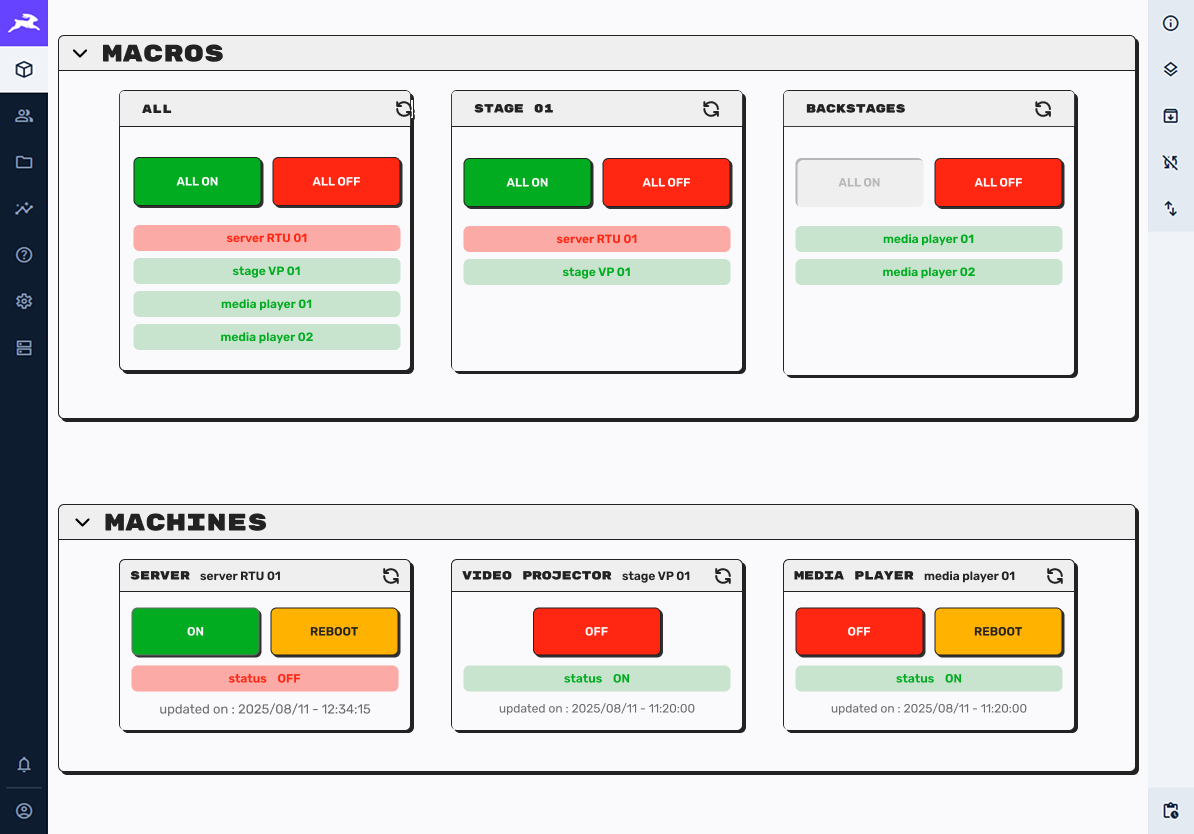 MACROS
ALL
ALL ON
ALL OFF
server RTU 01
stage VP 01
media player 01
media player 02
STAGE 01
ALL ON
ALL OFF
server RTU 01
stage VP 01
BACKSTAGES
ALL ON
ALL OFF
media player 01
media player 02
MACHINES
SERVER server RTU 01
ON
REBOOT
status OFF
updated on : 2025/08/11 - 12:34:15
VIDEO PROJECTOR stage VP 01
OFF
status ON
updated on : 2025/08/11 - 11:20:00
MEDIA PLAYER media player 01
OFF
REBOOT
status ON
updated on : 2025/08/11 - 11:20:00